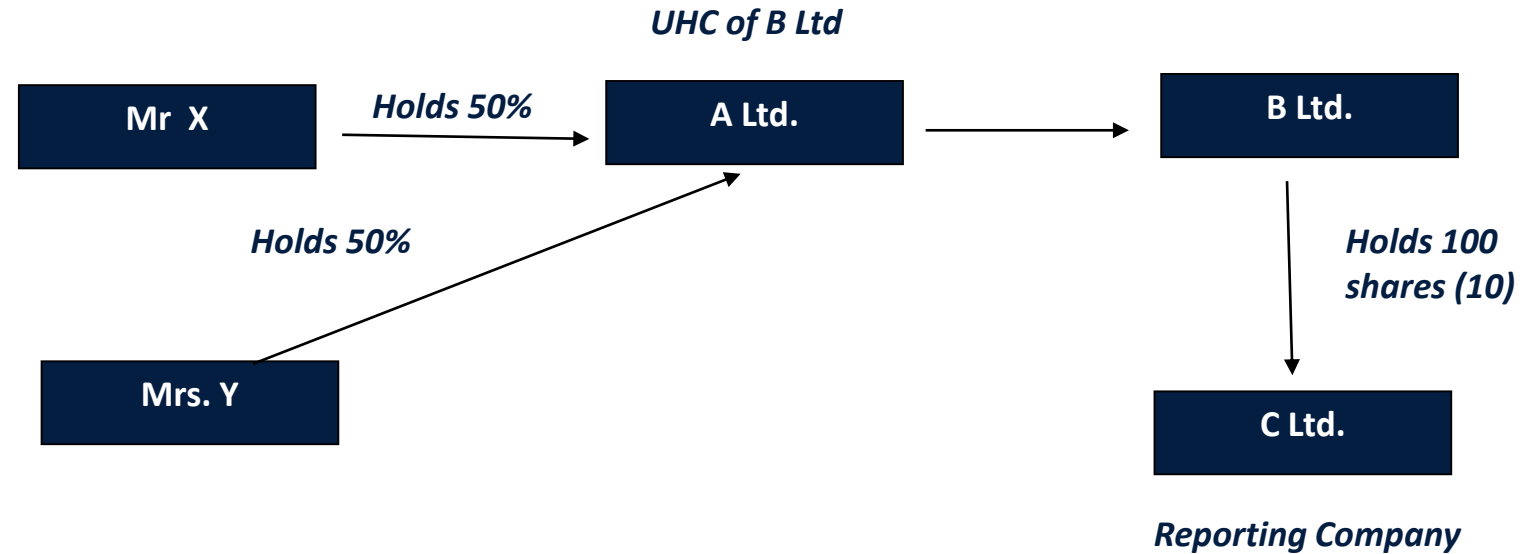 UHC of B Ltd
Mr X
Holds 50%
A Ltd.
B Ltd.
Holds 50%
Holds 100
shares (10)
Mrs. Y
C Ltd.
Reporting Company